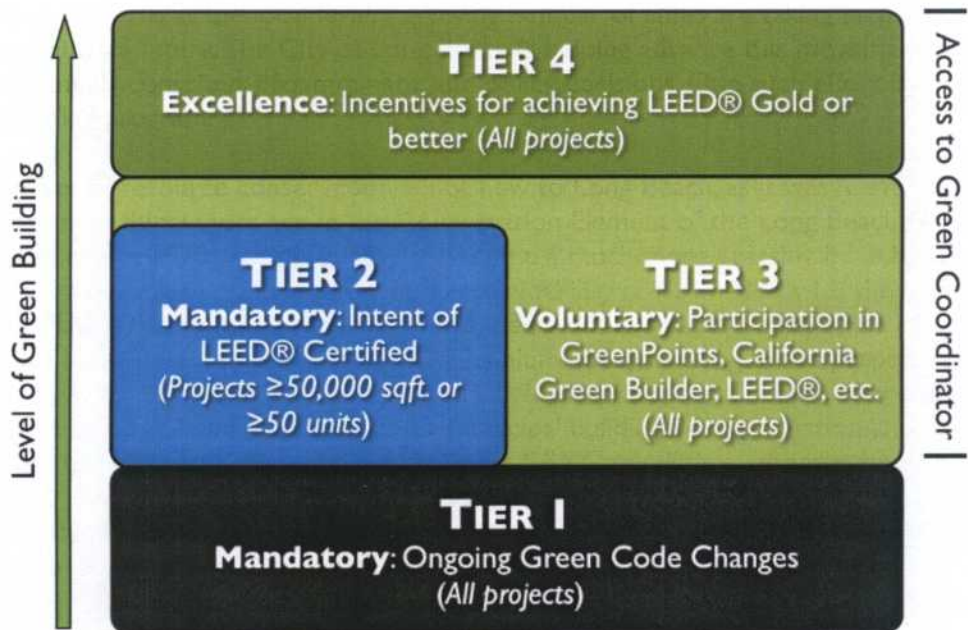 TIER 4
Excellence: Incentives for achieving LEED® Gold or
better (All projects)
TIER 2
Mandatory: Intent of
LEED® Certified
(Projects ≥50,000 sqft. or
≥50 units)
TIER 3
Voluntary: Participation in
GreenPoints, California
Green Builder, LEED®, etc.
(All projects)
TIER 1
Mandatory: Ongoing Green Code Changes
(All projects)
Level of Green Building
Access to Green Coordinator